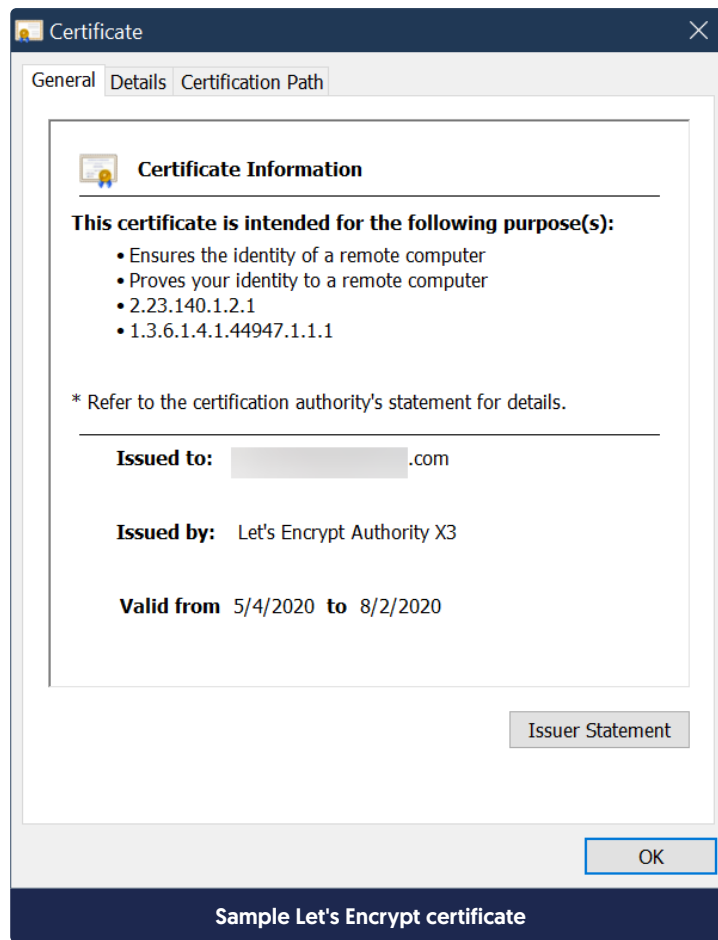 Certificate
General Details Certification Path
Certificate Information
This certificate is intended for the following purpose(s):
• Ensures the identity of a remote computer
• Proves your identity to a remote computer
• 2.23.140.1.2.1
• 1.3.6.1.4.1.44947.1.1.1
* Refer to the certification authority's statement for details.
Issued to: .com
Issued by: Let's Encrypt Authority X3
Valid from 5/4/2020 to 8/2/2020
Issuer Statement
OK
Sample Let's Encrypt certificate